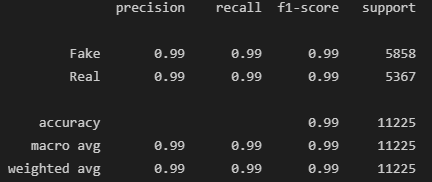 precision recall f1-score support
Fake 0.99 0.99 0.99 5858
Real 0.99 0.99 0.99 5367
accuracy 0.99 11225
macro avg 0.99 0.99 0.99 11225
weighted avg 0.99 0.99 0.99 11225